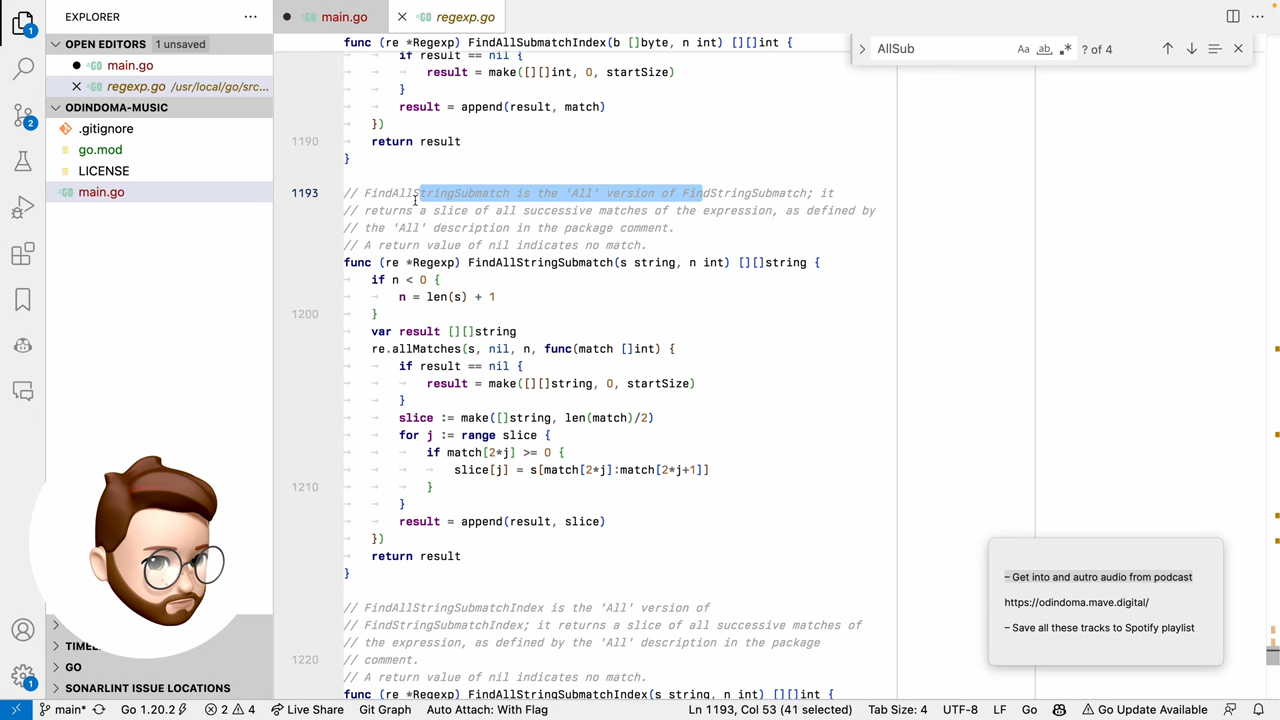 EXPLORER
main.go
regexp.go
OPEN EDITORS 1 unsaved
main.go
regexp.go /usr/local/go/src...
ODINDOMA-MUSIC
.gitignore
go.mod
LICENSE
main.go
TIMEL
GO
SONARLINT ISSUE LOCATIONS
1
2
1
AllSub
Aa
ab
? of 4
func (re *Regexp) FindAllSubmatchIndex(b []byte, n int) [][]int {
if result == nil {
result = make([][]int, 0, startSize)
}
result = append(result, match)
})
1190 return result
}
1193 // FindAllStringSubmatch is the 'All' version of FindStringSubmatch; it
// returns a slice of all successive matches of the expression, as defined by
// the 'All' description in the package comment.
// A return value of nil indicates no match.
func (re *Regexp) FindAllStringSubmatch(s string, n int) [][]string {
if n < 0 {
n = len(s) + 1
1200 }
var result [][]string
re.allMatches(s, nil, n, func(match []int) {
if result == nil {
result = make([][]string, 0, startSize)
}
slice := make([]string, len(match)/2)
for j := range slice {
if match[2*j] >= 0 {
slice[j] = s[match[2*j]:match[2*j+1]]
1210 }
}
result = append(result, slice)
})
return result
}
// FindAllStringSubmatchIndex is the 'All' version of
// FindStringSubmatchIndex; it returns a slice of all successive matches of
// the expression, as defined by the 'All' description in the package
1220 // comment.
// A return value of nil indicates no match.
func (re *Regexp) FindAllStringSubmatchIndex(s string, n int) [][]int {
– Get into and autro audio from podcast
https://odindoma.mave.digital/
– Save all these tracks to Spotify playlist
main* Go 1.20.2 2 4 Live Share Git Graph Auto Attach: With Flag Ln 1193, Col 53 (41 selected) Tab Size: 4 UTF-8 LF Go Go Update Available